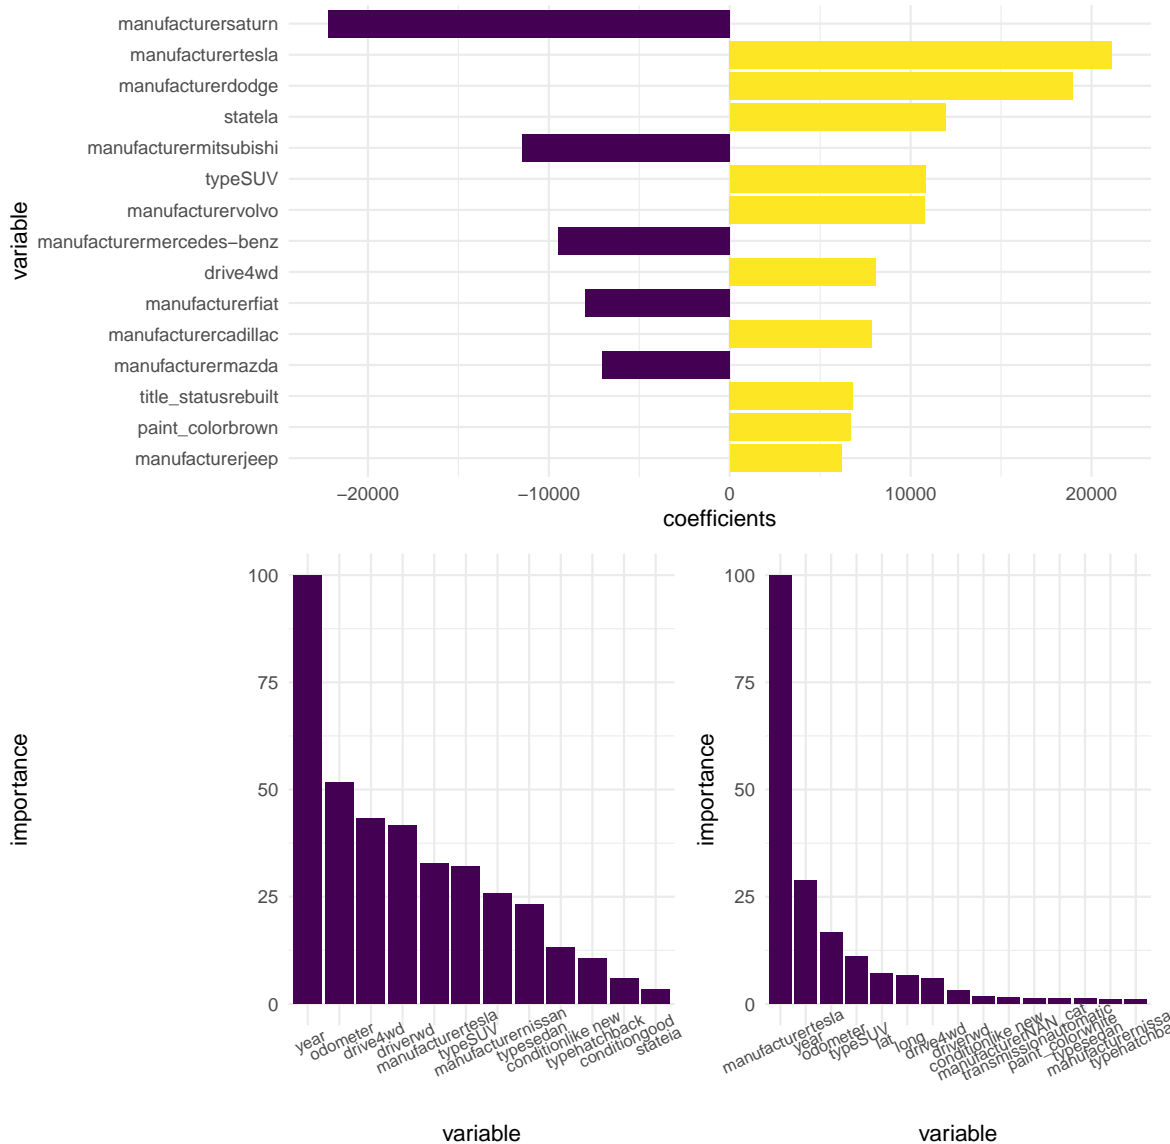 variable
manufacturersaturn
manufacturertesla
manufacturerdodge
statela
manufacturermitsubishi
typeSUV
manufacturervolvo
manufacturermercedes−benz
drive4wd
manufacturerfiat
manufacturercadillac
manufacturermazda
title_statusrebuilt
paint_colorbrown
manufacturerjeep
−20000 −10000 0 10000 20000
coefficients
importance
100
75
50
25
0
year
odometer
drive4wd
driverwd
manufacturertesla
typeSUV
manufacturernissan
typesedan
conditionlike new
typehatchback
conditiongood
stateia
variable
importance
100
75
50
25
0
manufacturertesla
year
odometer
typeSUV
lat
long
drive4wd
driverwd
conditionlike new
manufacturerNAN_cat
transmissionautomatic
paint_colorwhite
typesedan
manufacturernissa
typehatchba
variable